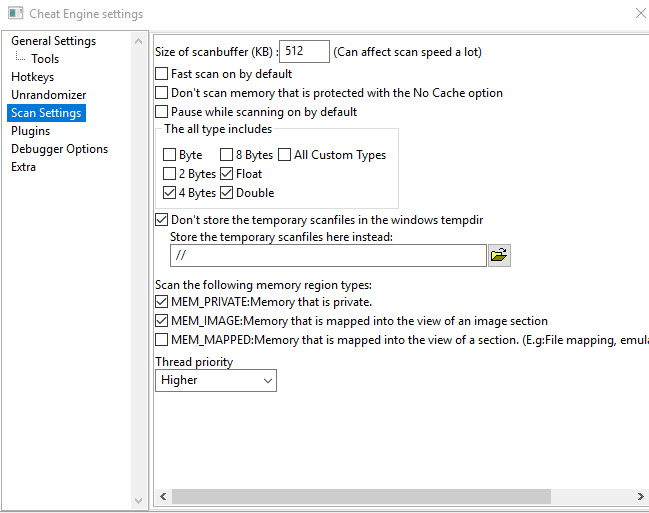 Cheat Engine settings
General Settings
Tools
Hotkeys
Unrandomizer
Scan Settings
Plugins
Debugger Options
Extra
Size of scanbuffer (KB) : 512 (Can affect scan speed a lot)
Fast scan on by default
Don't scan memory that is protected with the No Cache option
Pause while scanning on by default
The all type includes
Byte 8 Bytes All Custom Types
2 Bytes Float
4 Bytes Double
Don't store the temporary scanfiles in the windows tempdir
Store the temporary scanfiles here instead:
//
Scan the following memory region types:
MEM_PRIVATE:Memory that is private.
MEM_IMAGE:Memory that is mapped into the view of an image section
MEM_MAPPED:Memory that is mapped into the view of a section. (E.g:File mapping, emula
Thread priority
Higher